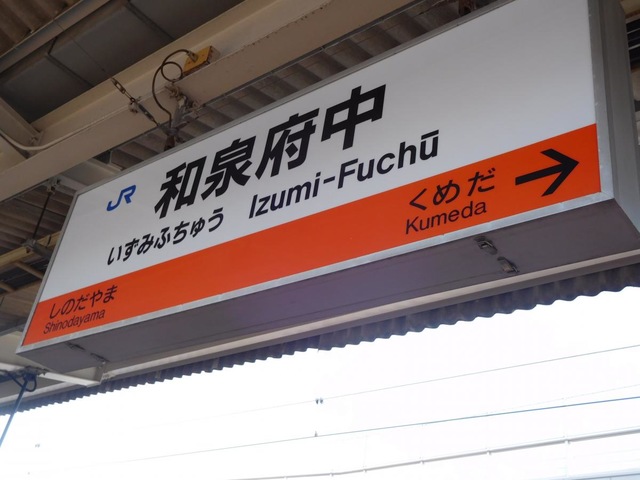 JR 和泉府中
いずみふちゅう Izumi-Fuchū
しのだやま
Shinodayama
くめだ →
Kumeda